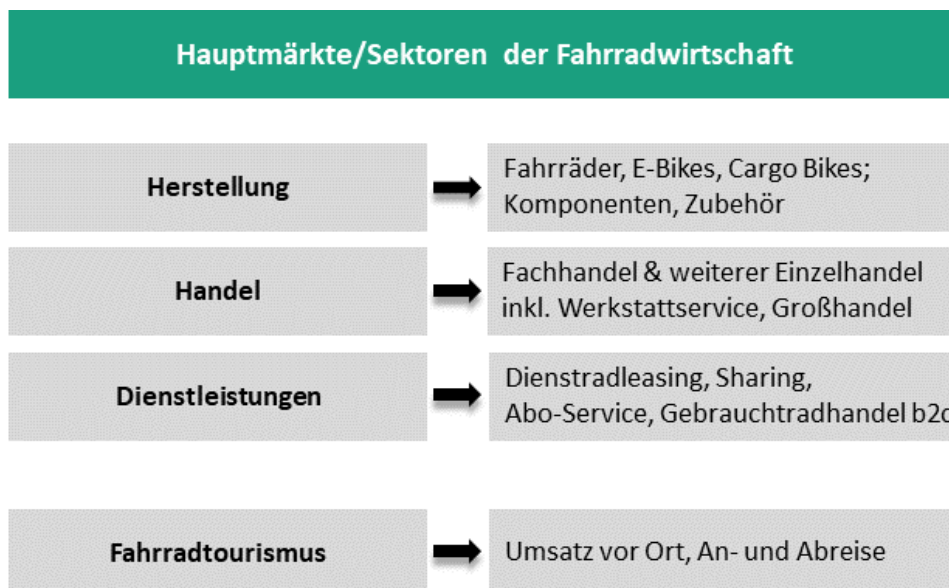 Hauptmärkte/Sektoren der Fahrradwirtschaft
Herstellung
Fahrräder, E-Bikes, Cargo Bikes;
Komponenten, Zubehör
Handel
Fachhandel & weiterer Einzelhandel
inkl. Werkstattservice, Großhandel
Dienstleistungen
Dienstradleasing, Sharing,
Abo-Service, Gebrauchtradhandel b2c
Fahrradtourismus
Umsatz vor Ort, An- und Abreise